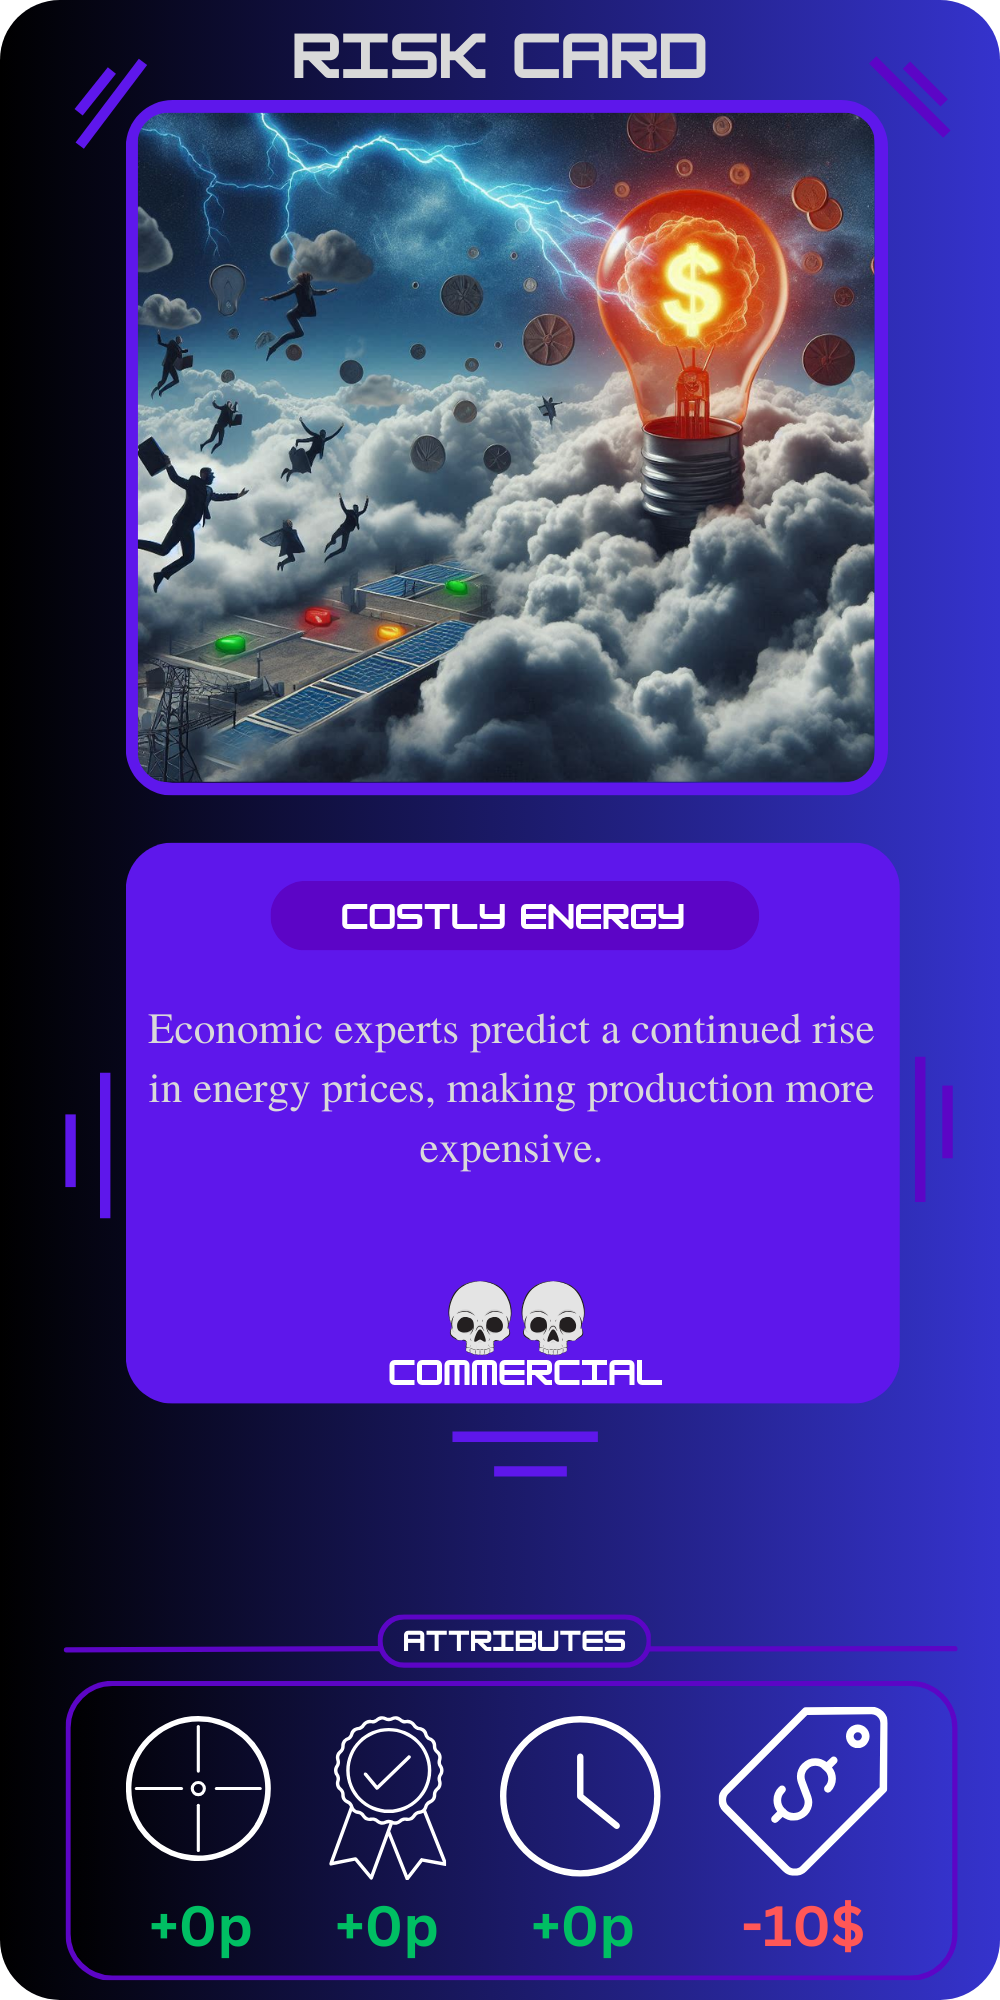 RISK CARD
$
COSTLY ENERGY
Economic experts predict a continued rise
in energy prices, making production more
expensive.
COMMERCIAL
ATTRIBUTES
$
+0p +0p +0p -10$